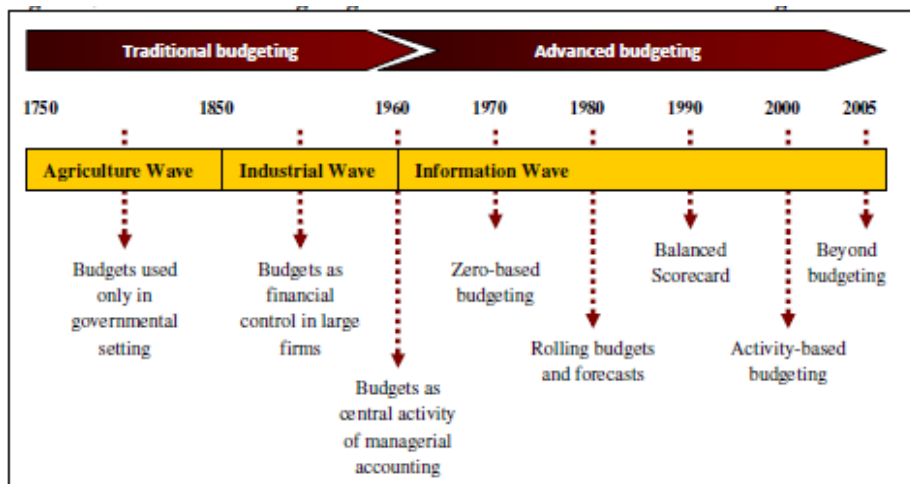 Traditional budgeting
Advanced budgeting
1750 1850 1960 1970 1980 1990 2000 2005
Agriculture Wave
Industrial Wave
Information Wave
Budgets used
only in
governmental
setting
Budgets as
financial
control in large
firms
Budgets as
central activity
of managerial
accounting
Zero-based
budgeting
Rolling budgets
and forecasts
Balanced
Scorecard
Activity-based
budgeting
Beyond
budgeting